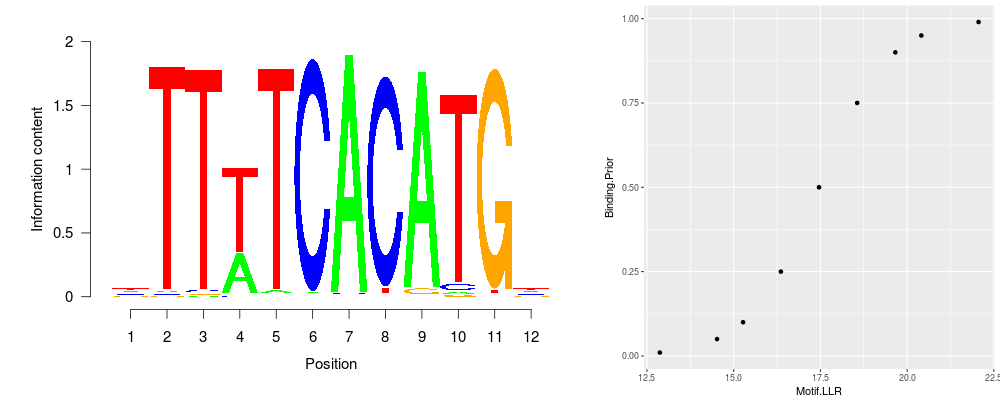 2
1.5
1
0.5
0
Information content
TTTTCACATG
A
1 2 3 4 5 6 7 8 9 10 11 12
Position
1.00
0.75
0.50
0.25
0.00
Binding.Prior
12.5 15.0 17.5 20.0 22.5
Motif.LLR